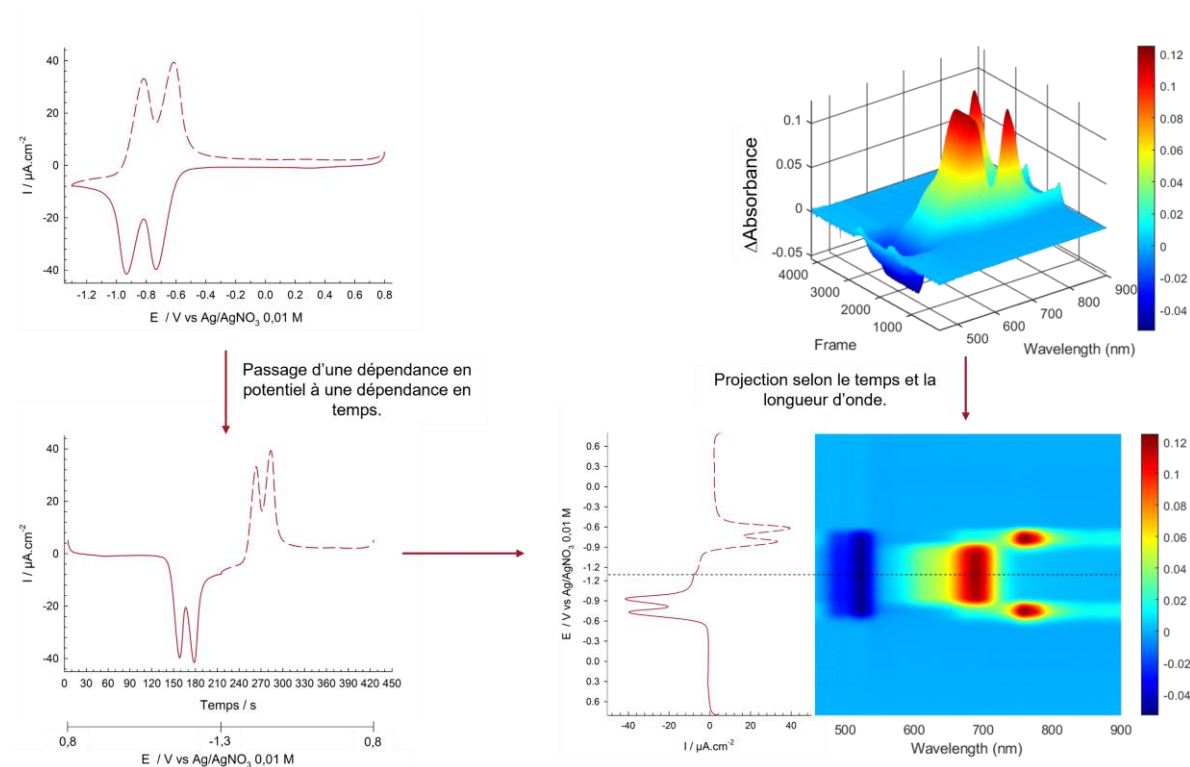 40
20
0
-20
-40
I / µA.cm-2
-1.2 -1.0 -0.8 -0.6 -0.4 -0.2 0.0 0.2 0.4 0.6 0.8
E / V vs Ag/AgNO3 0,01 M
0.1
0.05
0
-0.05
ΔAbsorbance
4000
3000
2000
1000
Frame
500
600
700
800
900
Wavelength (nm)
0.12
0.1
0.08
0.06
0.04
0.02
0
-0.02
-0.04
Passage d'une dépendance en
potentiel à une dépendance en
temps.
Projection selon le temps et la
longueur d'onde.
40
20
0
-20
-40
I / µA.cm-2
0 30 60 90 120 150 180 210 240 270 300 330 360 390 420 450
Temps / s
0,8 -1,3 0,8
E / V vs Ag/AgNO3 0,01 M
0.6
0.3
0.0
-0.3
-0.6
-0.9
-1.2
-1.2
-0.9
-0.6
-0.3
0.0
0.3
0.6
E / V vs Ag/AgNO3 0,01 M
-40 -20 0 20 40
I / µA.cm-2
500 600 700 800 900
Wavelength (nm)
0.12
0.1
0.08
0.06
0.04
0.02
0
-0.02
-0.04